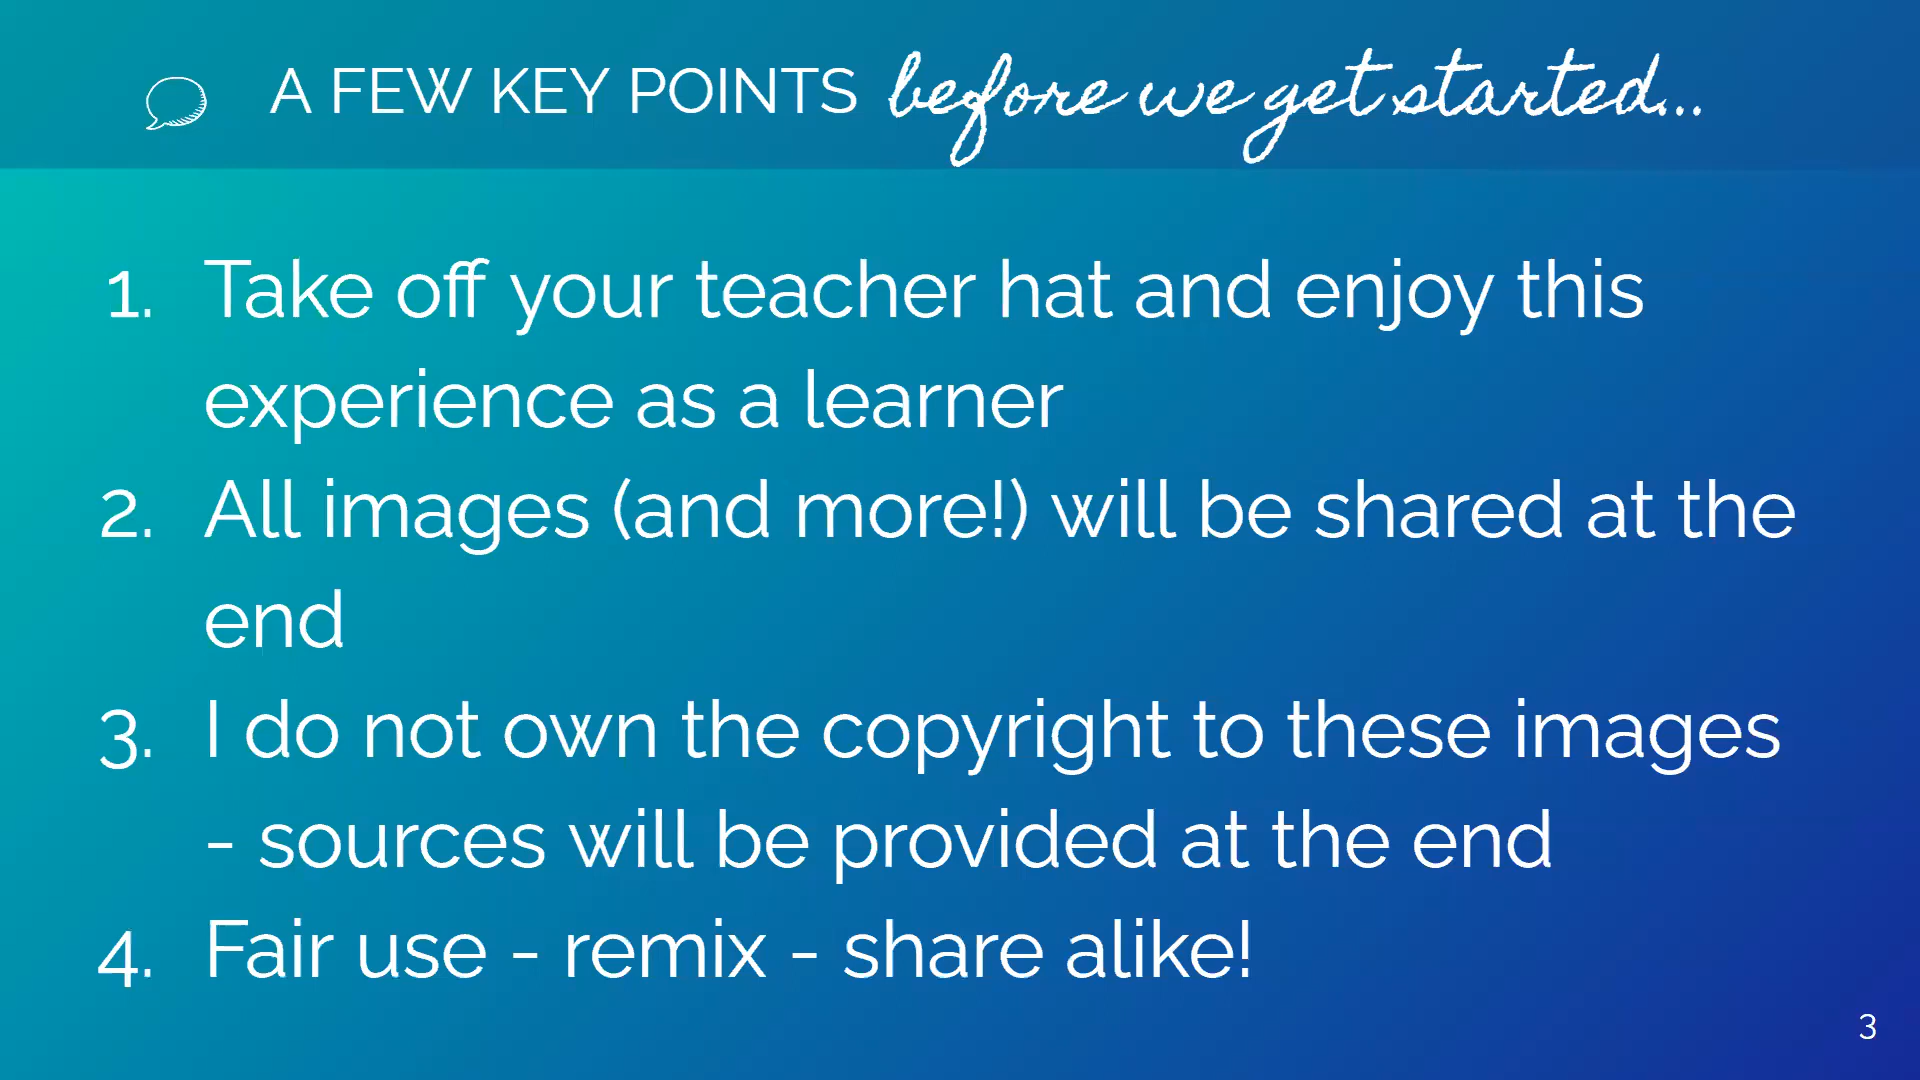 A FEW KEY POINTS before we get started...
1. Take off your teacher hat and enjoy this
experience as a learner
2. All images (and more!) will be shared at the
end
3. I do not own the copyright to these images
- sources will be provided at the end
4. Fair use - remix - share alike!
3